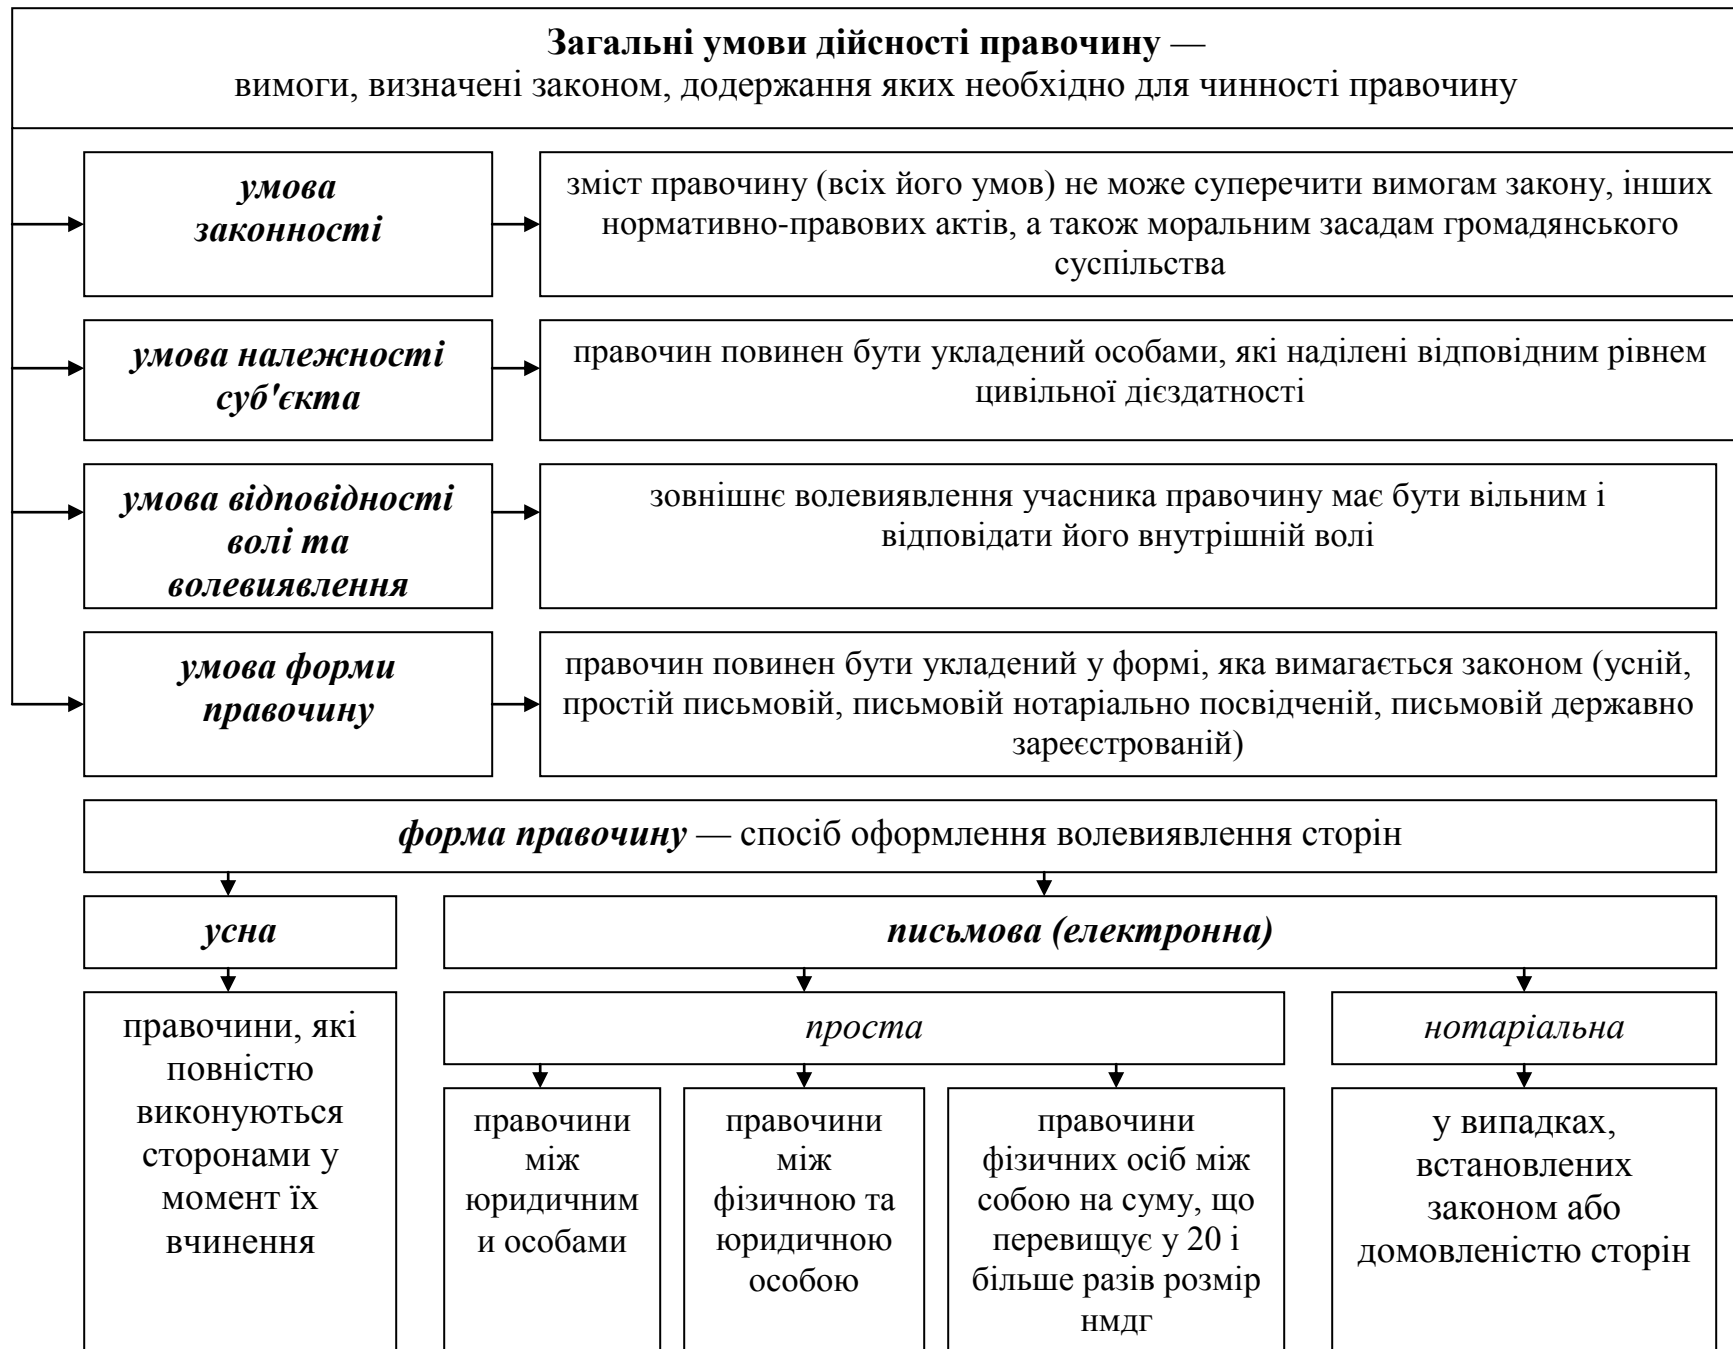 Загальні умови дійсності правочину —
вимоги, визначені законом, додержання яких необхідно для чинності правочину
умова
законності
зміст правочину (всіх його умов) не може суперечити вимогам закону, інших
нормативно-правових актів, а також моральним засадам громадянського
суспільства
умова належності
суб'єкта
правочин повинен бути укладений особами, які наділені відповідним рівнем
цивільної дієздатності
умова відповідності
волі та
волевиявлення
зовнішнє волевиявлення учасника правочину має бути вільним і
відповідати його внутрішній волі
умова форми
правочину
правочин повинен бути укладений у формі, яка вимагається законом (усній,
простій письмовій, письмовій нотаріально посвідченій, письмовій державно
зареєстрованій)
форма правочину — спосіб оформлення волевиявлення сторін
усна
письмова (електронна)
правочини, які
повністю
виконуються
сторонами у
момент їх
вчинення
проста
нотаріальна
правочини
між
юридичним
и особами
правочини
між
фізичною та
юридичною
особою
правочини
фізичних осіб між
собою на суму, що
перевищує у 20 і
більше разів розмір
нмдг
у випадках,
встановлених
законом або
домовленістю сторін